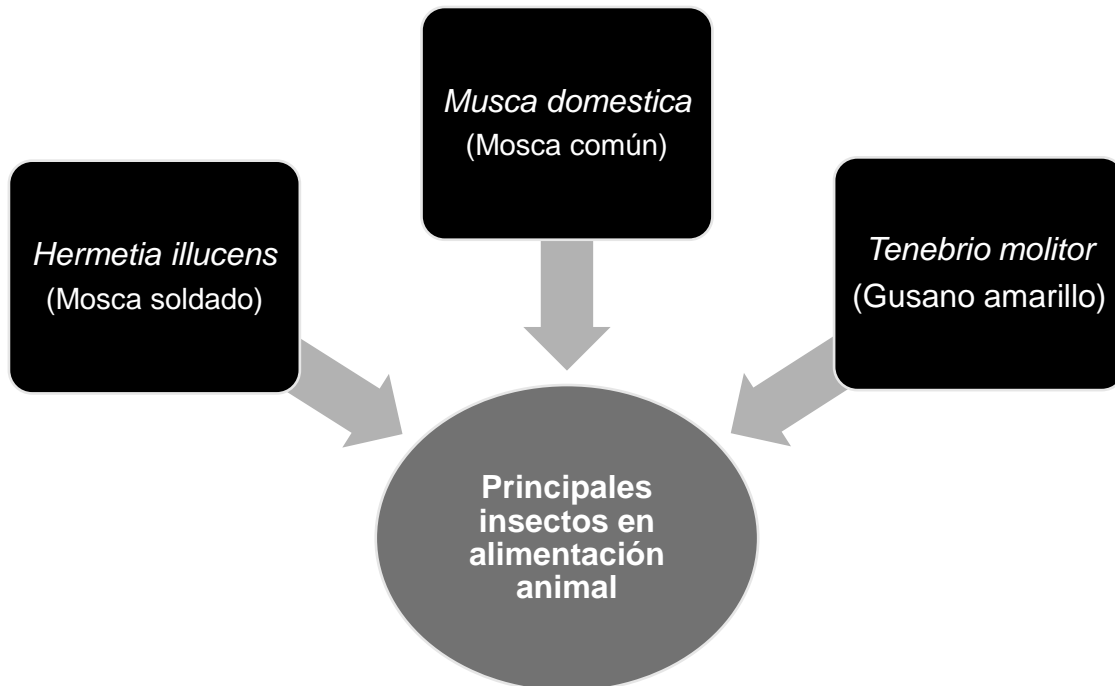 Musca domestica
(Mosca común)
Hermetia illucens
(Mosca soldado)
Tenebrio molitor
(Gusano amarillo)
Principales
insectos en
alimentación
animal